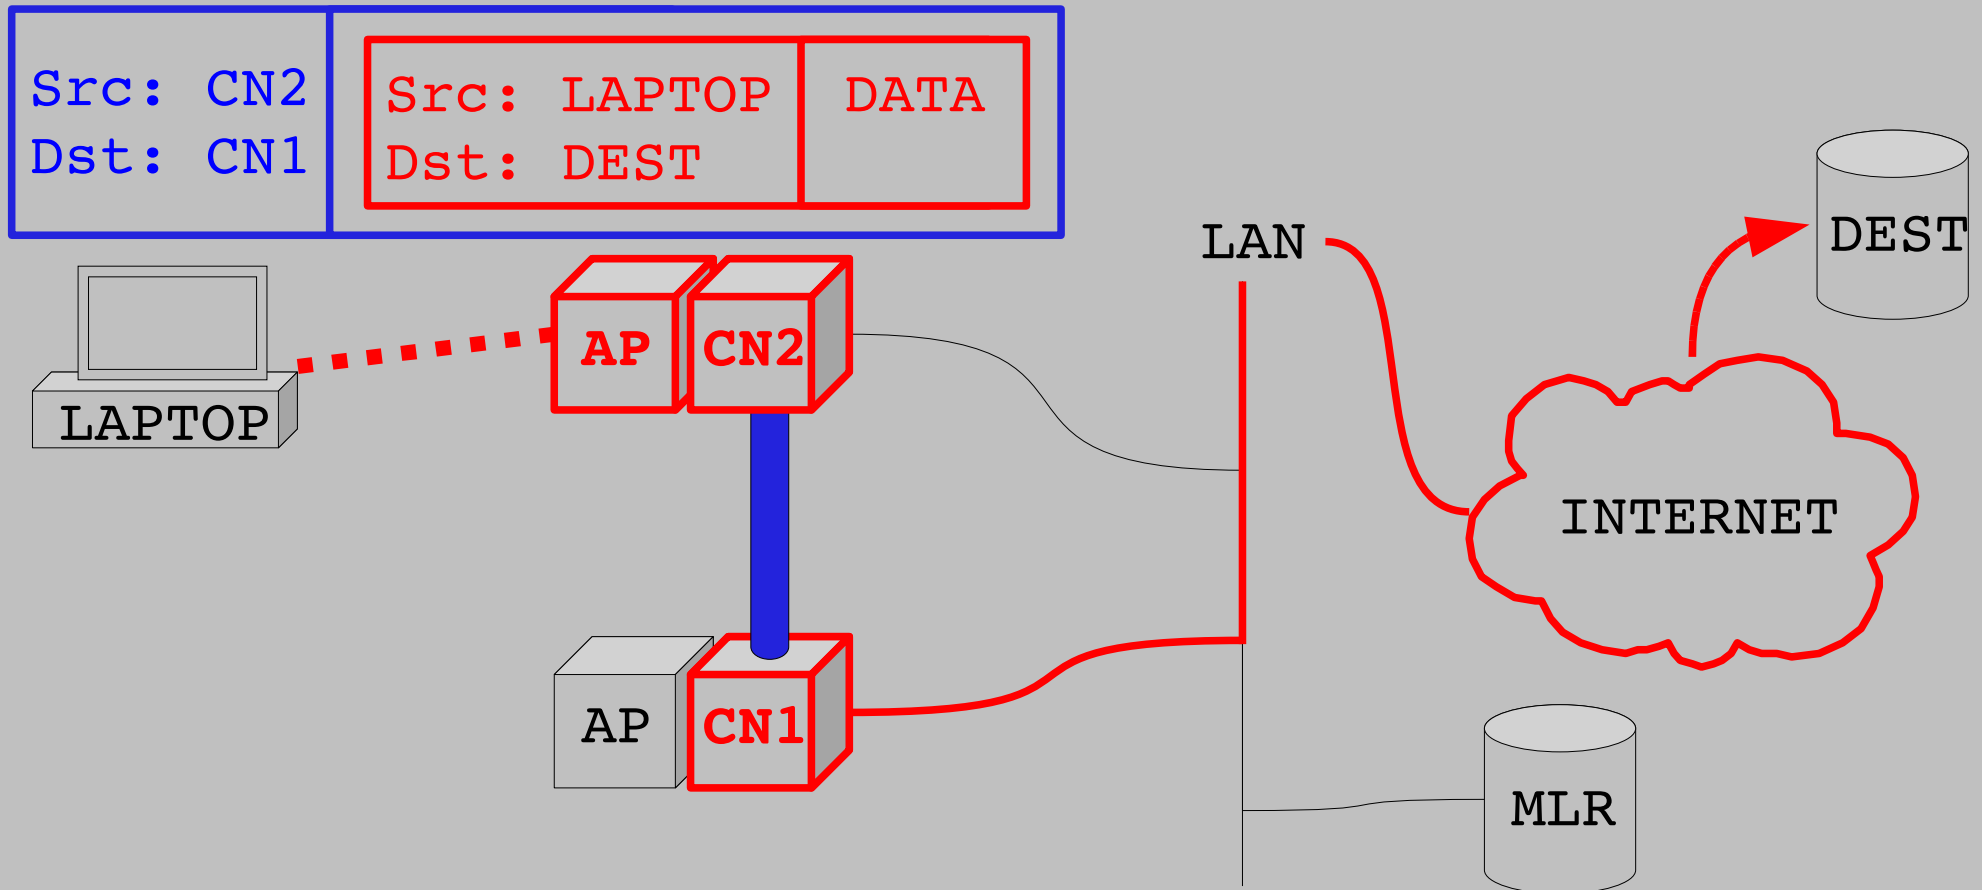 Src: CN2
Dst: CN1
Src: LAPTOP DATA
Dst: DEST
LAN
DEST
AP CN2
LAPTOP
INTERNET
AP CN1
MLR